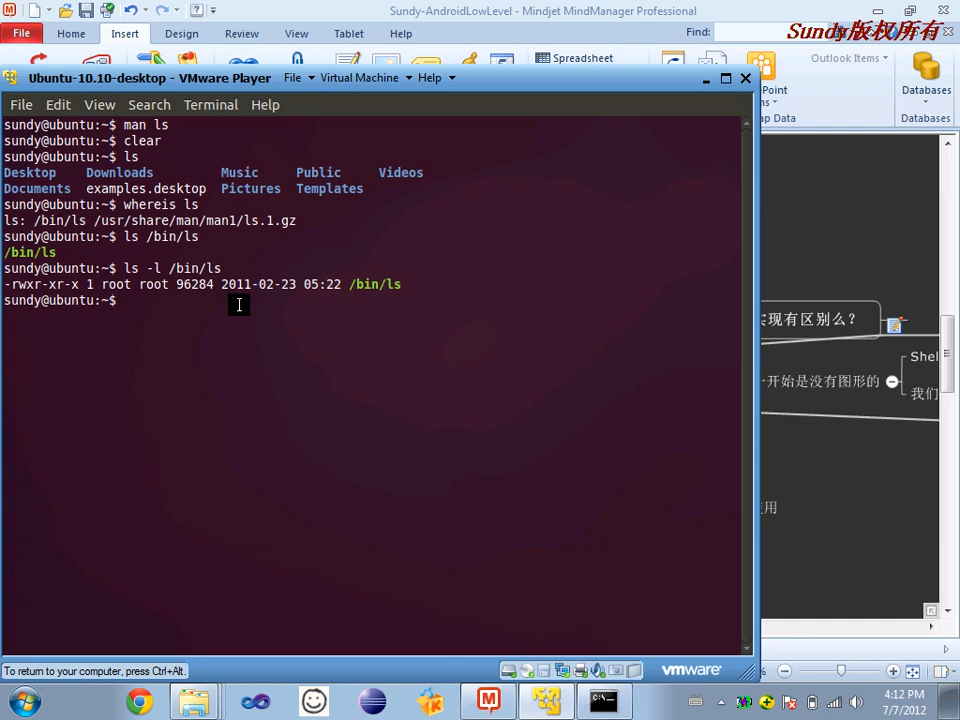 Sundy-AndroidLowLevel - Mindjet MindManager Professional
File Home Insert Design Review View Tablet Help Find:
Sundy版权所有
Spreadsheet
Outlook Items
Databases
Databases
Ubuntu-10.10-desktop - VMware Player File Virtual Machine Help
File Edit View Search Terminal Help
sundy@ubuntu:~$ man ls
sundy@ubuntu:~$ clear
sundy@ubuntu:~$ ls
Desktop Downloads Music Public Videos
Documents examples.desktop Pictures Templates
sundy@ubuntu:~$ whereis ls
ls: /bin/ls /usr/share/man/man1/ls.1.gz
sundy@ubuntu:~$ ls /bin/ls
/bin/ls
sundy@ubuntu:~$ ls -l /bin/ls
-rwxr-xr-x 1 root root 96284 2011-02-23 05:22 /bin/ls
sundy@ubuntu:~$
实现有区别么？
Shel
开始是没有图形的
我们
用
To return to your computer, press Ctrl+Alt.
vmware
4:12 PM
7/7/2012